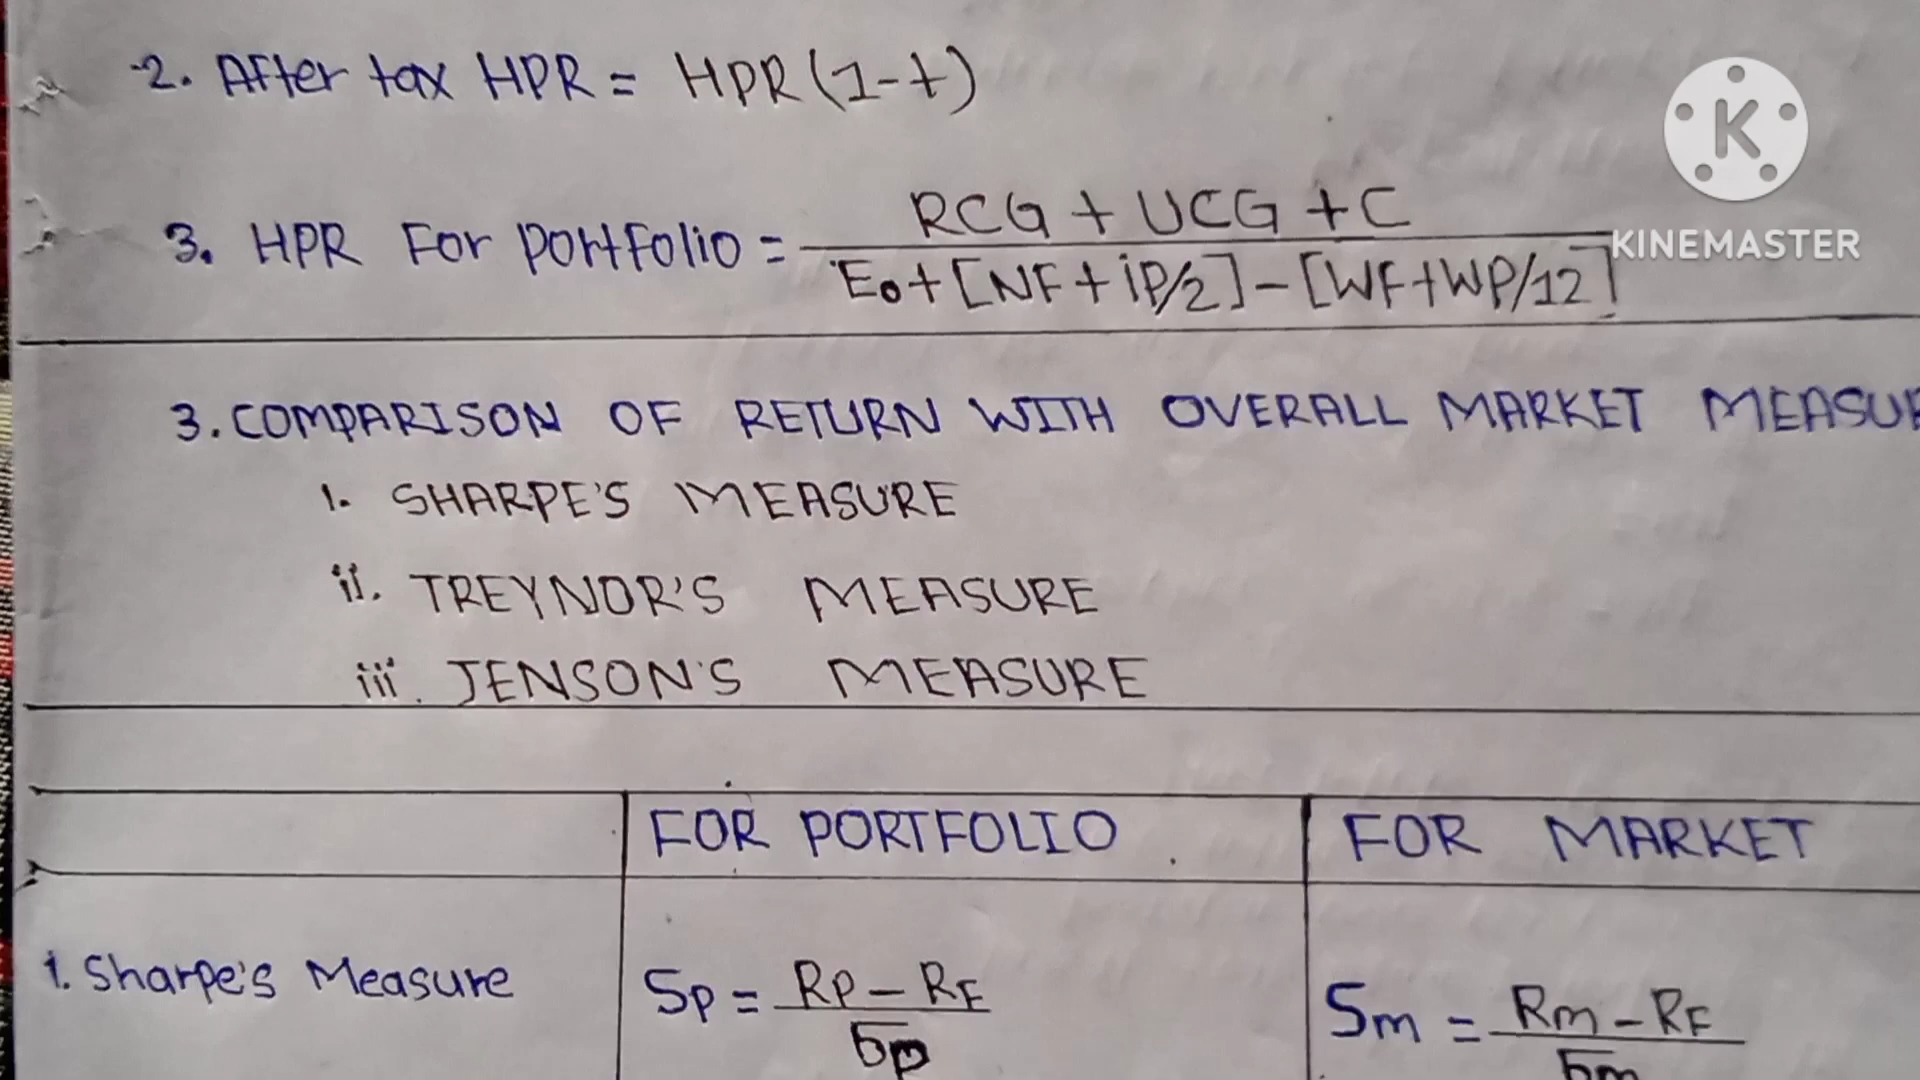 2. After tax HPR = HPR(1-t)
K
KINEMASTER
3. HPR For Portfolio = RCG + UCG + C
E0 + [NF + iP/2] - [WF+WP/12]
3. COMPARISON OF RETURN WITH OVERALL MARKET MEASUR
i. SHARPE'S MEASURE
ii. TREYNOR'S MEASURE
iii. JENSON'S MEASURE
FOR PORTFOLIO FOR MARKET
1. Sharpe's Measure Sp = Rp - RF Sm = Rm - RF
σp σm